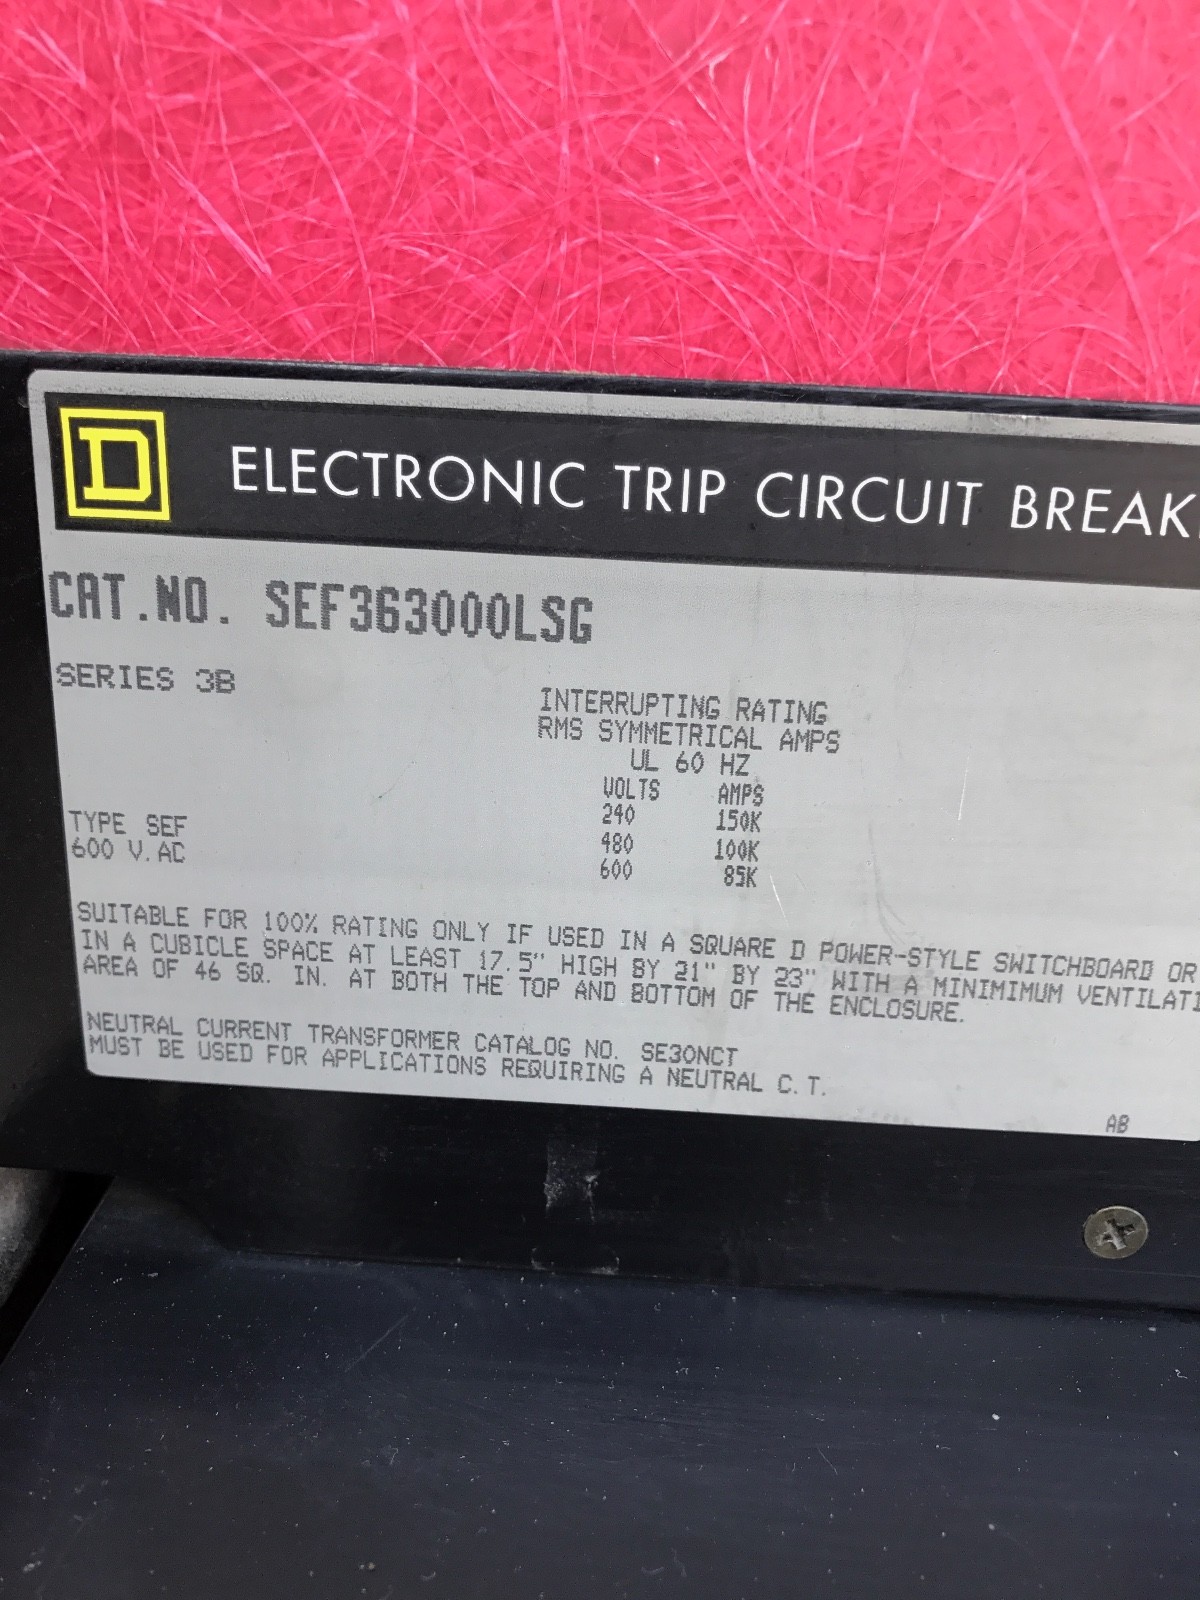 D ELECTRONIC TRIP CIRCUIT BREAK
CAT.NO. SEF363000LSG
SERIES 3B
INTERRUPTING RATING
RMS SYMMETRICAL AMPS
UL 60 HZ
VOLTS AMPS
240 150K
480 100K
600 85K
TYPE SEF
600 V.AC
SUITABLE FOR 100% RATING ONLY IF USED IN A SQUARE D POWER-STYLE SWITCHBOARD OR
IN A CUBICLE SPACE AT LEAST 17.5" HIGH BY 21" BY 23" WITH A MINIMIMUM VENTILATI
AREA OF 46 SQ. IN. AT BOTH THE TOP AND BOTTOM OF THE ENCLOSURE.
NEUTRAL CURRENT TRANSFORMER CATALOG NO. SE30NCT
MUST BE USED FOR APPLICATIONS REQUIRING A NEUTRAL C.T.
AB